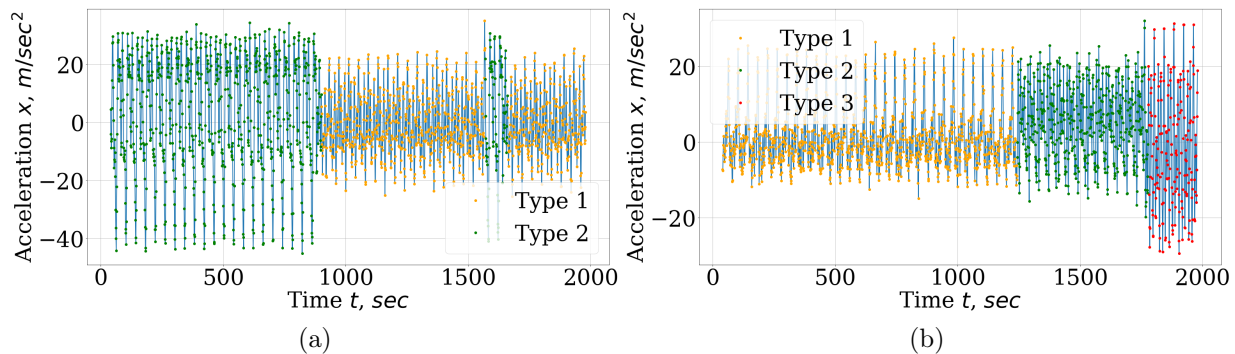 Acceleration x, m/sec²
20
0
−20
−40
0
500
1000
1500
2000
Time t, sec
Type 1
Type 2
(a)
Acceleration x, m/sec²
20
0
−20
0
500
1000
1500
2000
Time t, sec
Type 1
Type 2
Type 3
(b)